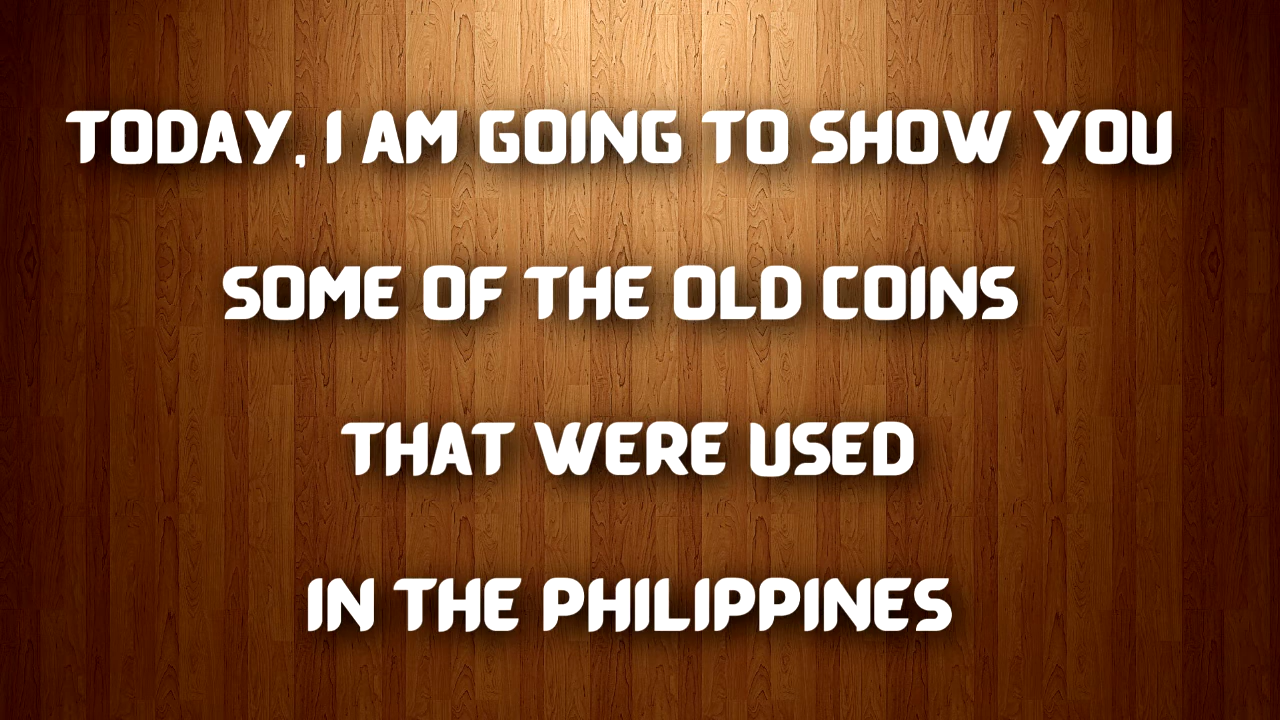 TODAY, I AM GOING TO SHOW YOU
SOME OF THE OLD COINS
THAT WERE USED
IN THE PHILIPPINES